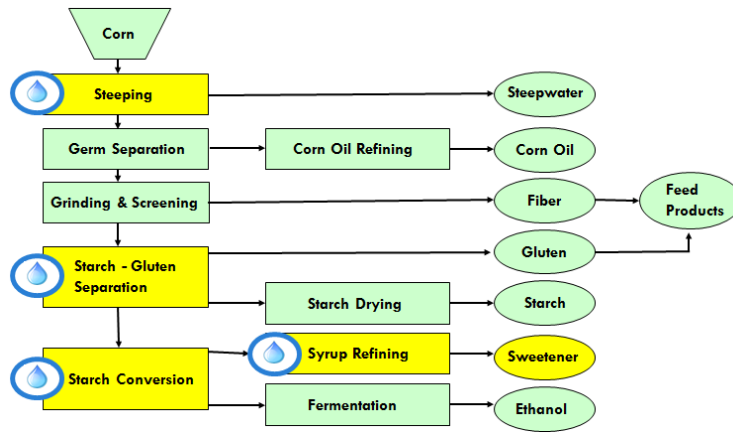 Corn
Steeping
Steepwater
Germ Separation
Corn Oil Refining
Corn Oil
Grinding & Screening
Fiber
Feed
Products
Starch - Gluten
Separation
Gluten
Starch Drying
Starch
Starch Conversion
Syrup Refining
Sweetener
Fermentation
Ethanol